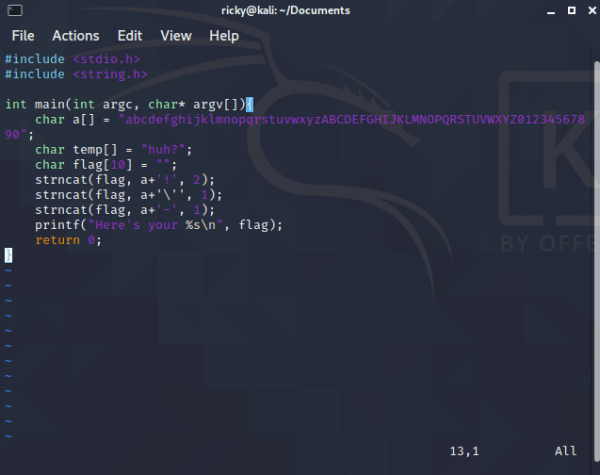 ricky@kali: ~/Documents
File Actions Edit View Help
#include <stdio.h>
#include <string.h>
int main(int argc, char* argv[]){
    char a[] = "abcdefghijklmnopqrstuvwxyzABCDEFGHIJKLMNOPQRSTUVWXYZ012345678
90";
    char temp[] = "huh?";
    char flag[10] = "";
    strncat(flag, a+'!', 2);
    strncat(flag, a+'\'', 1);
    strncat(flag, a+'-', 1);
    printf("Here's your %s\n", flag);
    return 0;
}
~
~
~
~
~
~
~
~
~
~
~
~
K
BY OFFE
13,1 All